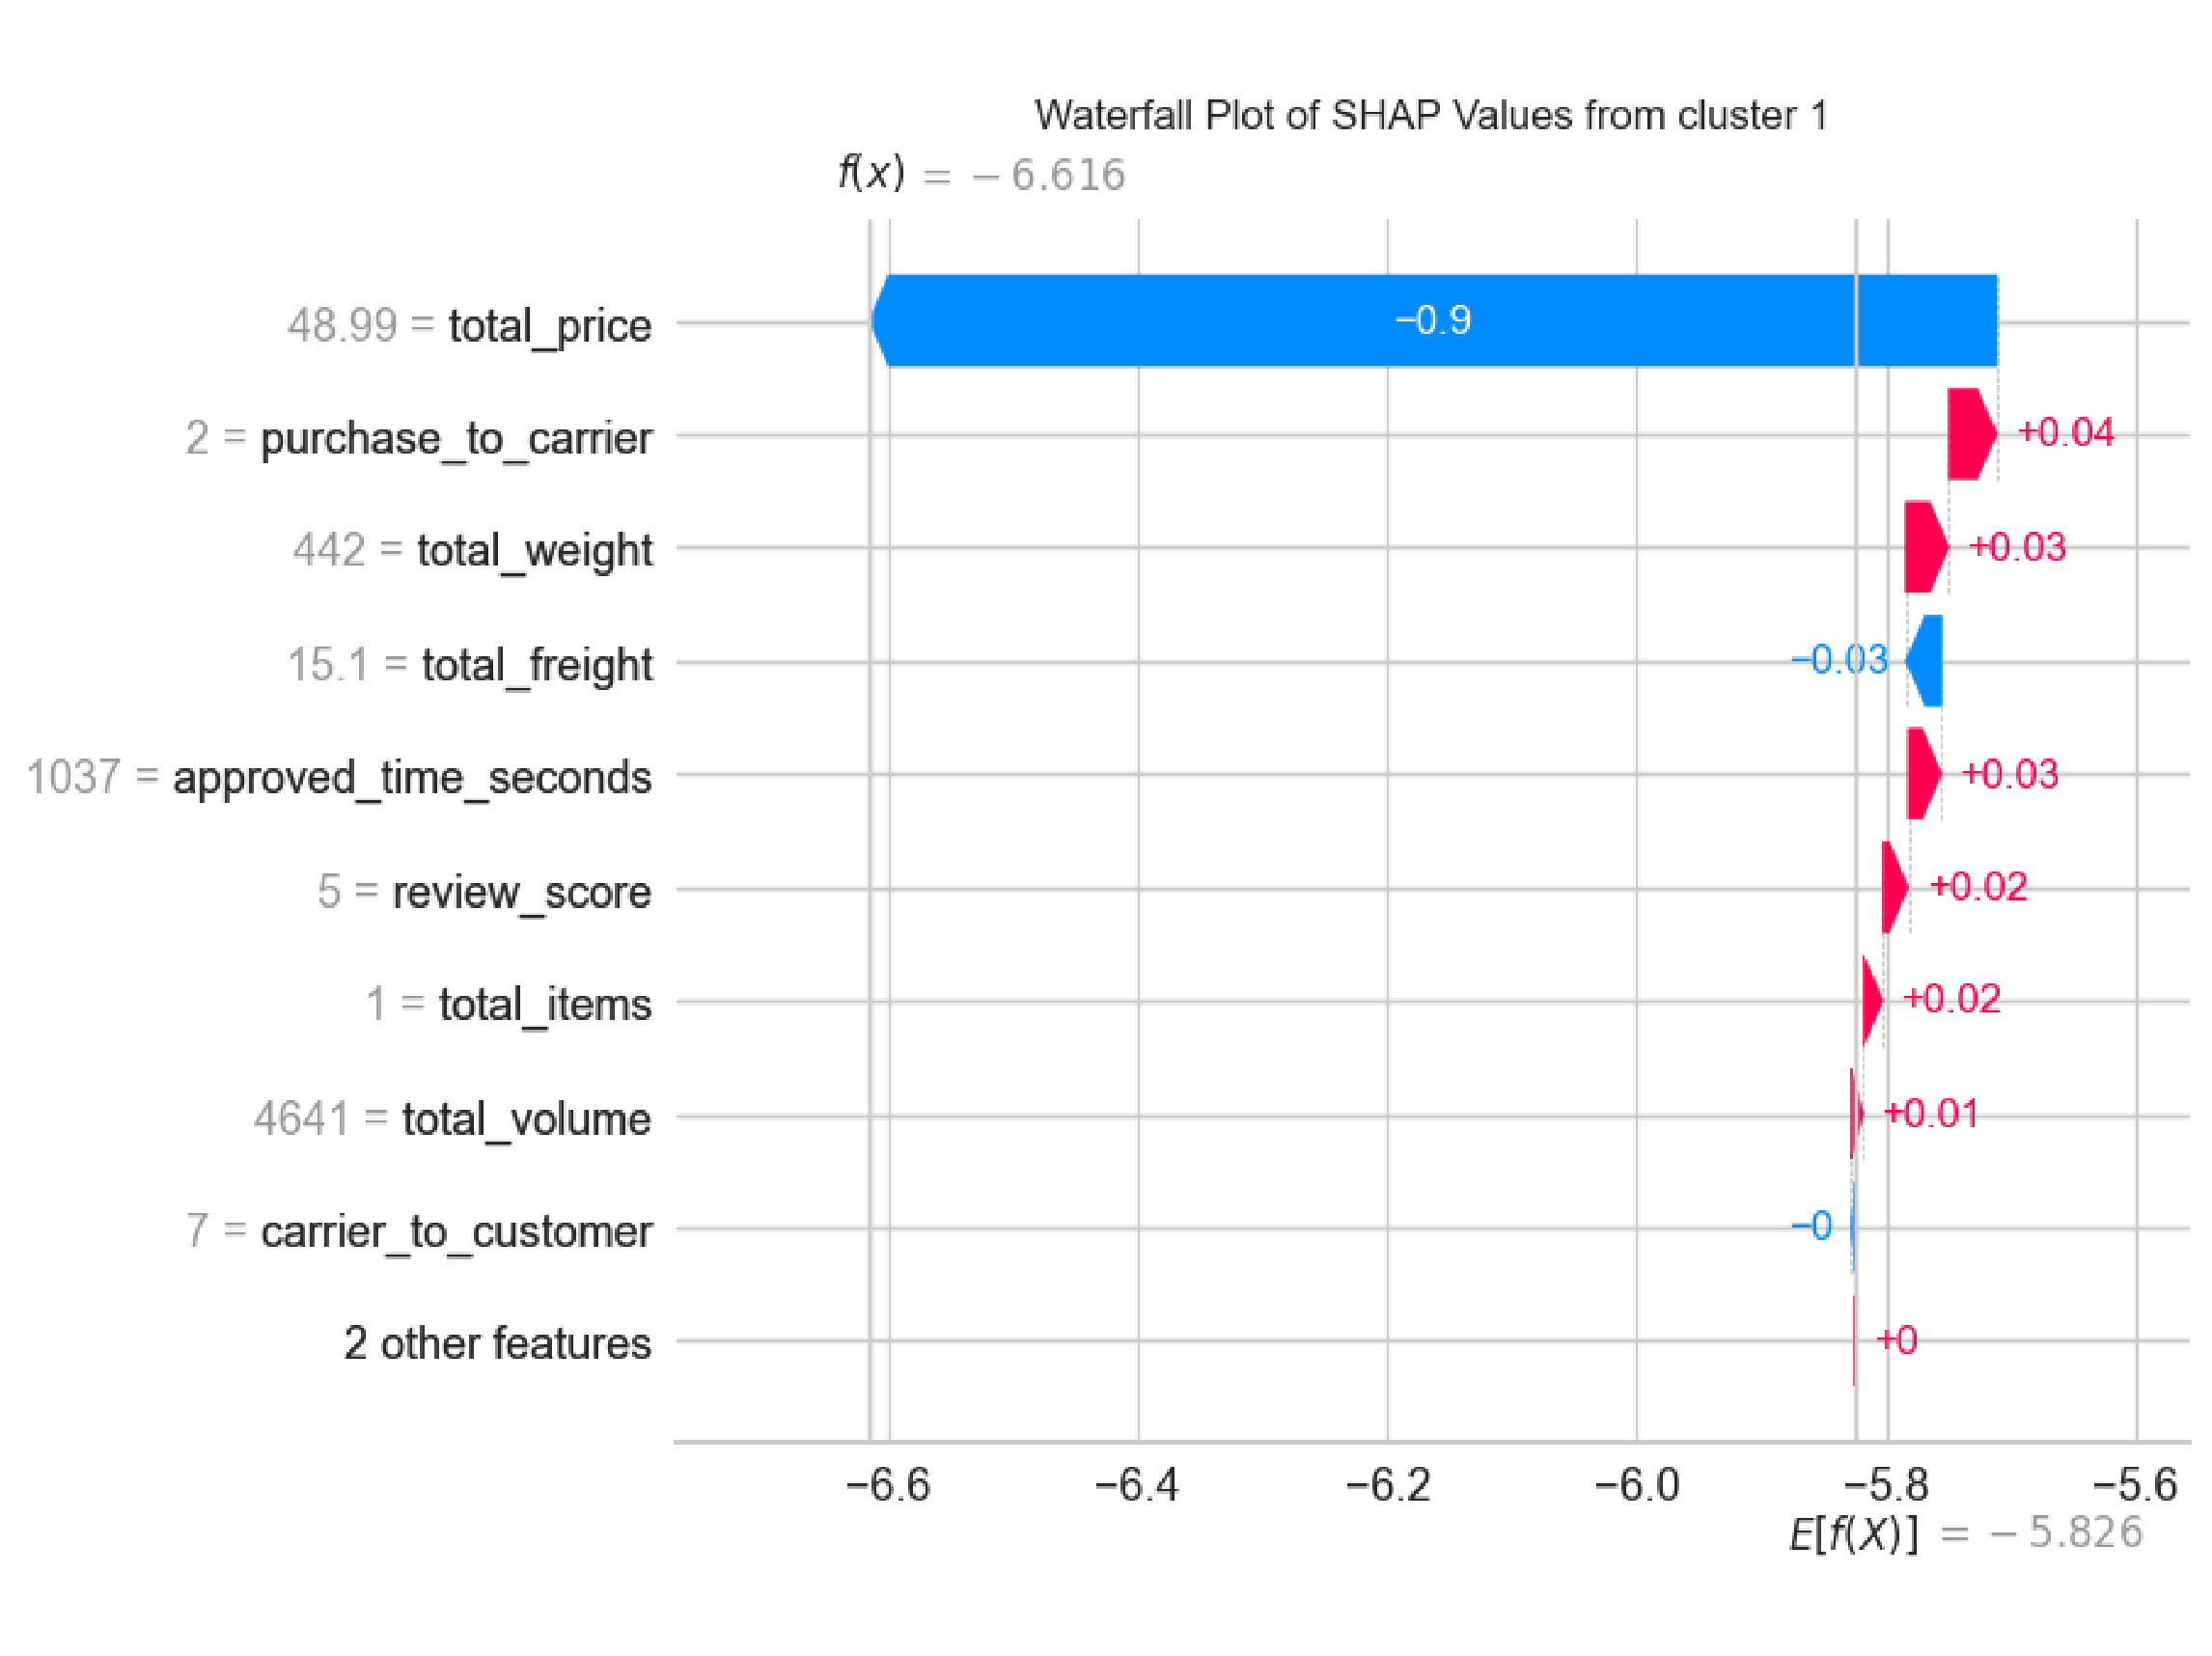 Waterfall Plot of SHAP Values from cluster 1
f(x) = −6.616
48.99 = total_price −0.9
2 = purchase_to_carrier +0.04
442 = total_weight +0.03
15.1 = total_freight −0.03
1037 = approved_time_seconds +0.03
5 = review_score +0.02
1 = total_items +0.02
4641 = total_volume +0.01
7 = carrier_to_customer −0
2 other features +0
−6.6 −6.4 −6.2 −6.0 −5.8 −5.6
E[f(X)] = −5.826